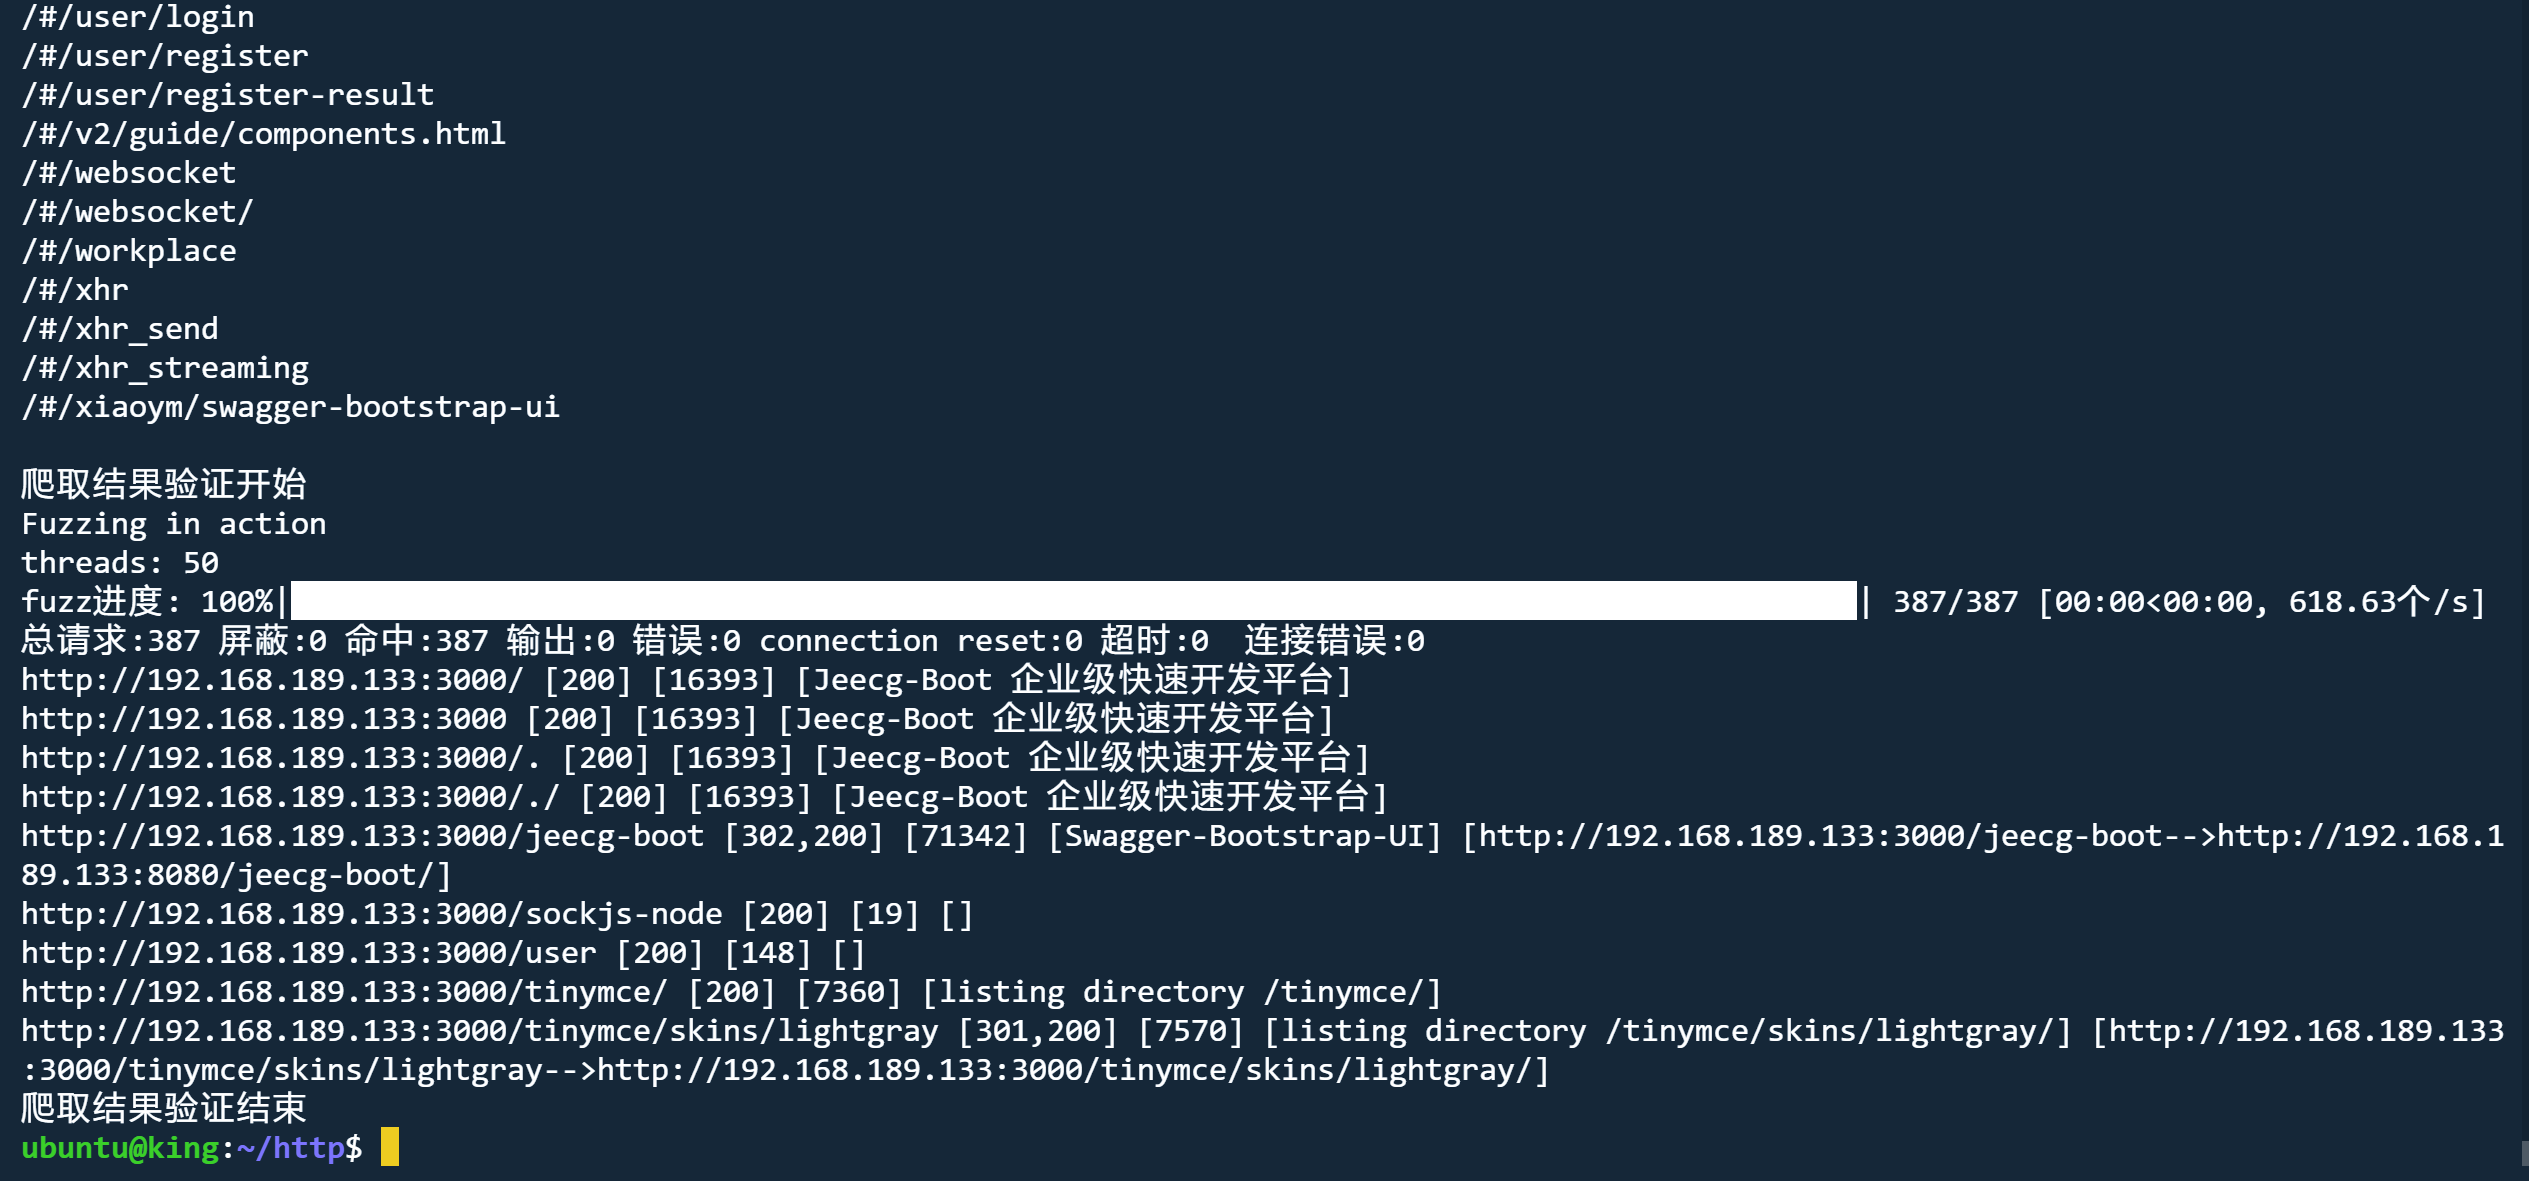 /#/user/login
/#/user/register
/#/user/register-result
/#/v2/guide/components.html
/#/websocket
/#/websocket/
/#/workplace
/#/xhr
/#/xhr_send
/#/xhr_streaming
/#/xiaoym/swagger-bootstrap-ui
爬取结果验证开始
Fuzzing in action
threads: 50
fuzz进度: 100%| | 387/387 [00:00<00:00, 618.63个/s]
总请求:387 屏蔽:0 命中:387 输出:0 错误:0 connection reset:0 超时:0  连接错误:0
http://192.168.189.133:3000/ [200] [16393] [Jeecg-Boot 企业级快速开发平台]
http://192.168.189.133:3000 [200] [16393] [Jeecg-Boot 企业级快速开发平台]
http://192.168.189.133:3000/. [200] [16393] [Jeecg-Boot 企业级快速开发平台]
http://192.168.189.133:3000/./ [200] [16393] [Jeecg-Boot 企业级快速开发平台]
http://192.168.189.133:3000/jeecg-boot [302,200] [71342] [Swagger-Bootstrap-UI] [http://192.168.189.133:3000/jeecg-boot-->http://192.168.1
89.133:8080/jeecg-boot/]
http://192.168.189.133:3000/sockjs-node [200] [19] []
http://192.168.189.133:3000/user [200] [148] []
http://192.168.189.133:3000/tinymce/ [200] [7360] [listing directory /tinymce/]
http://192.168.189.133:3000/tinymce/skins/lightgray [301,200] [7570] [listing directory /tinymce/skins/lightgray/] [http://192.168.189.133
:3000/tinymce/skins/lightgray-->http://192.168.189.133:3000/tinymce/skins/lightgray/]
爬取结果验证结束
ubuntu@king:~/http$